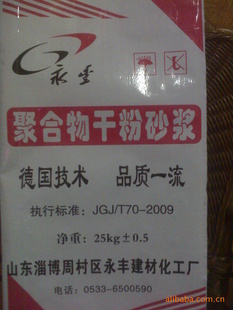 永丰
聚合物干粉砂浆
德国技术 品质一流
执行标准：JGJ/T70-2009
净重：25kg±0.5
山东淄博周村区永丰建材化工厂
电话：0533-6500590
alibaba.com.cn